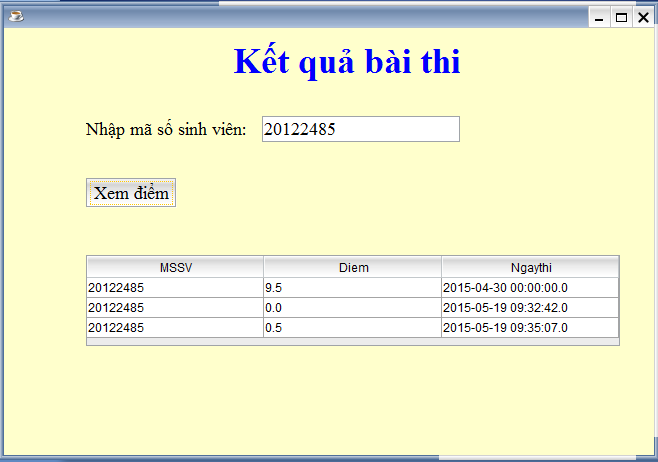 Kết quả bài thi
Nhập mã số sinh viên: 20122485
Xem điểm
MSSV Diem Ngaythi
20122485 9.5 2015-04-30 00:00:00.0
20122485 0.0 2015-05-19 09:32:42.0
20122485 0.5 2015-05-19 09:35:07.0